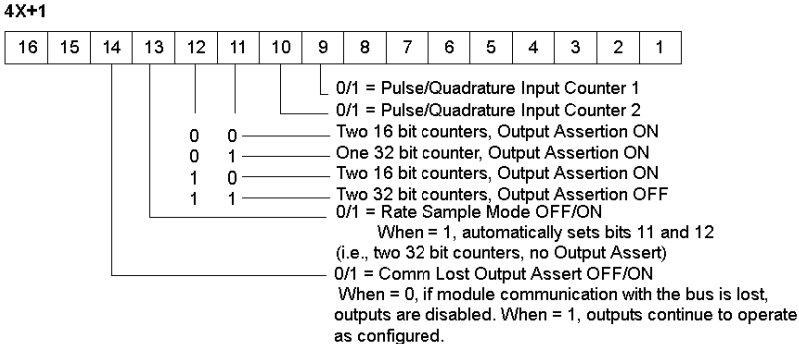 4X+1
16 15 14 13 12 11 10 9 8 7 6 5 4 3 2 1
0/1 = Pulse/Quadrature Input Counter 1
0/1 = Pulse/Quadrature Input Counter 2
0 0 Two 16 bit counters, Output Assertion ON
0 1 One 32 bit counter, Output Assertion ON
1 0 Two 16 bit counters, Output Assertion ON
1 1 Two 32 bit counters, Output Assertion OFF
0/1 = Rate Sample Mode OFF/ON
When = 1, automatically sets bits 11 and 12
(i.e., two 32 bit counters, no Output Assert)
0/1 = Comm Lost Output Assert OFF/ON
When = 0, if module communication with the bus is lost,
outputs are disabled. When = 1, outputs continue to operate
as configured.